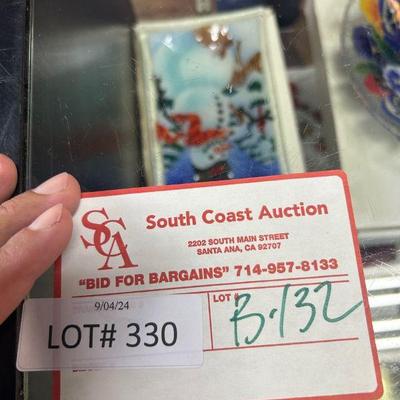 SCA
South Coast Auction
2202 SOUTH MAIN STREET
SANTA ANA, CA 92707
"BID FOR BARGAINS" 714-957-8133
9/04/24
LOT# 330
LOT #
B-132